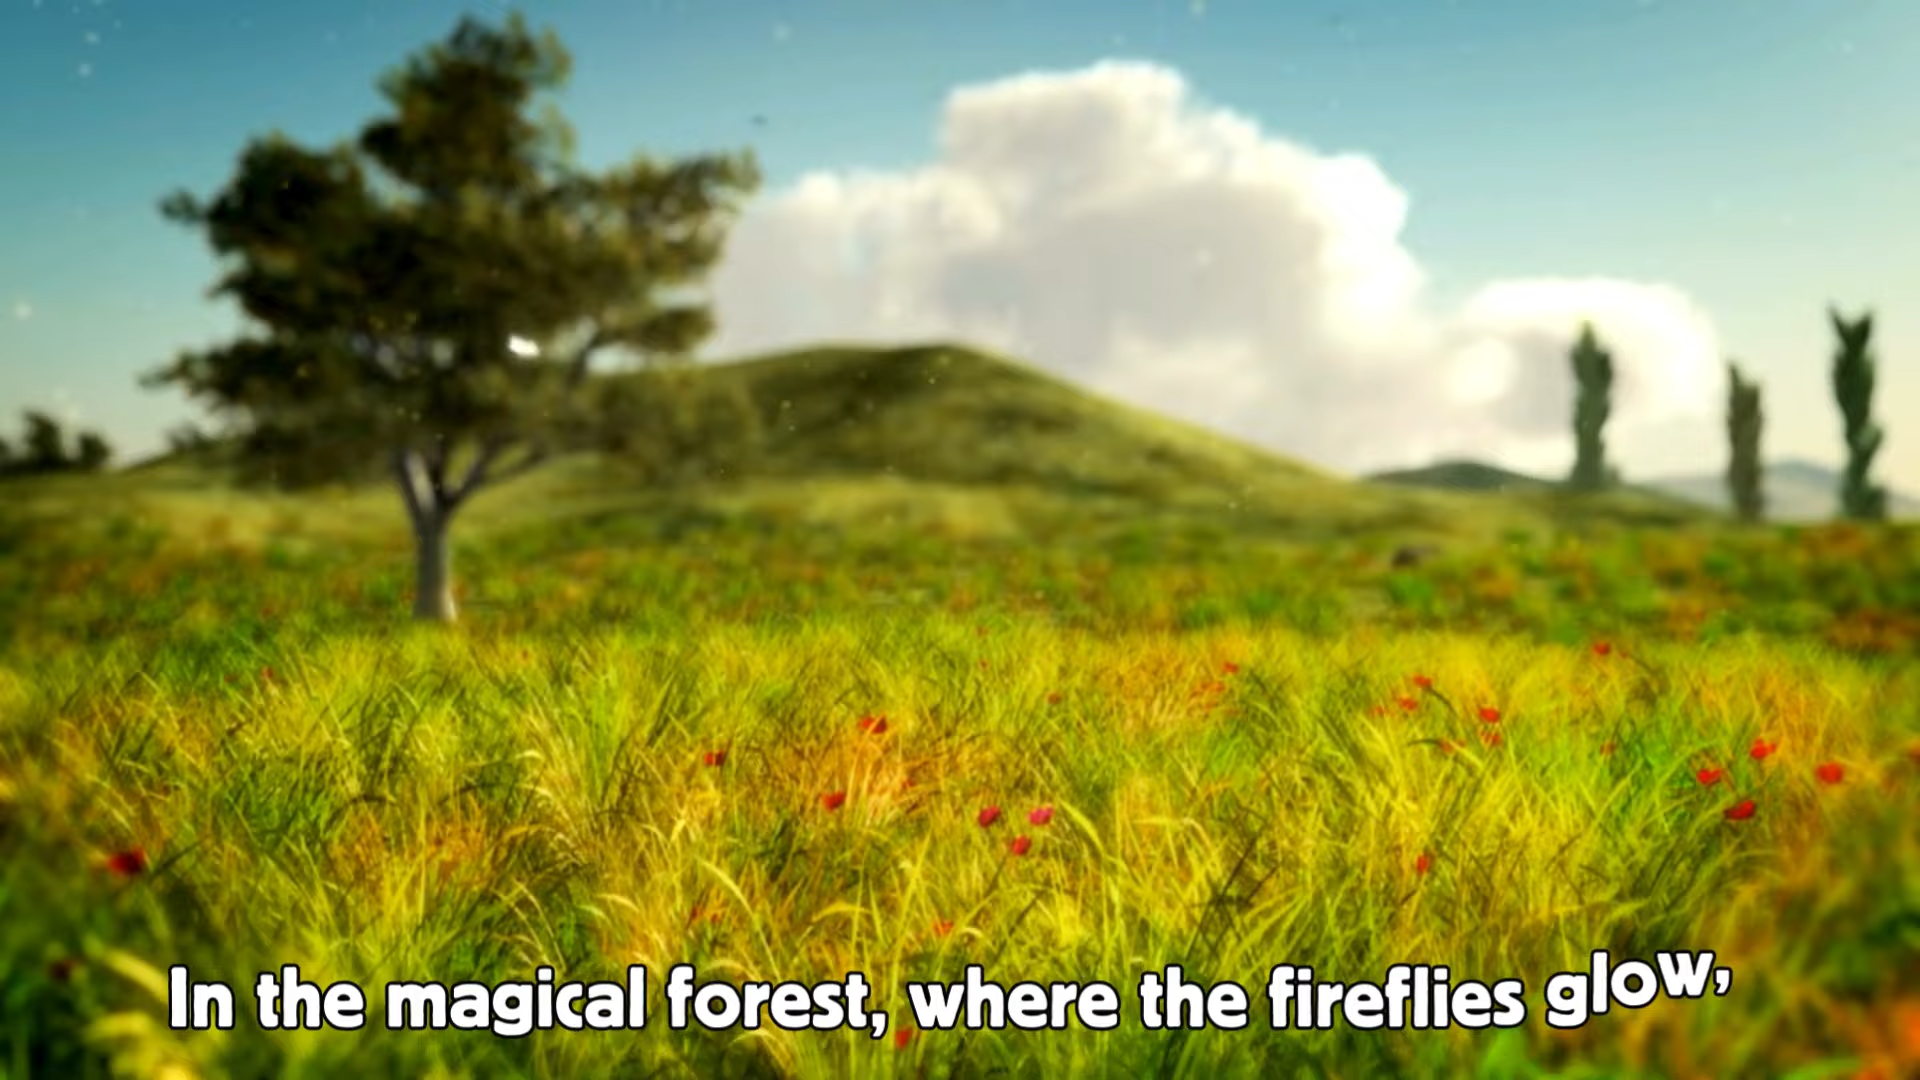 In the magical forest, where the fireflies glow,